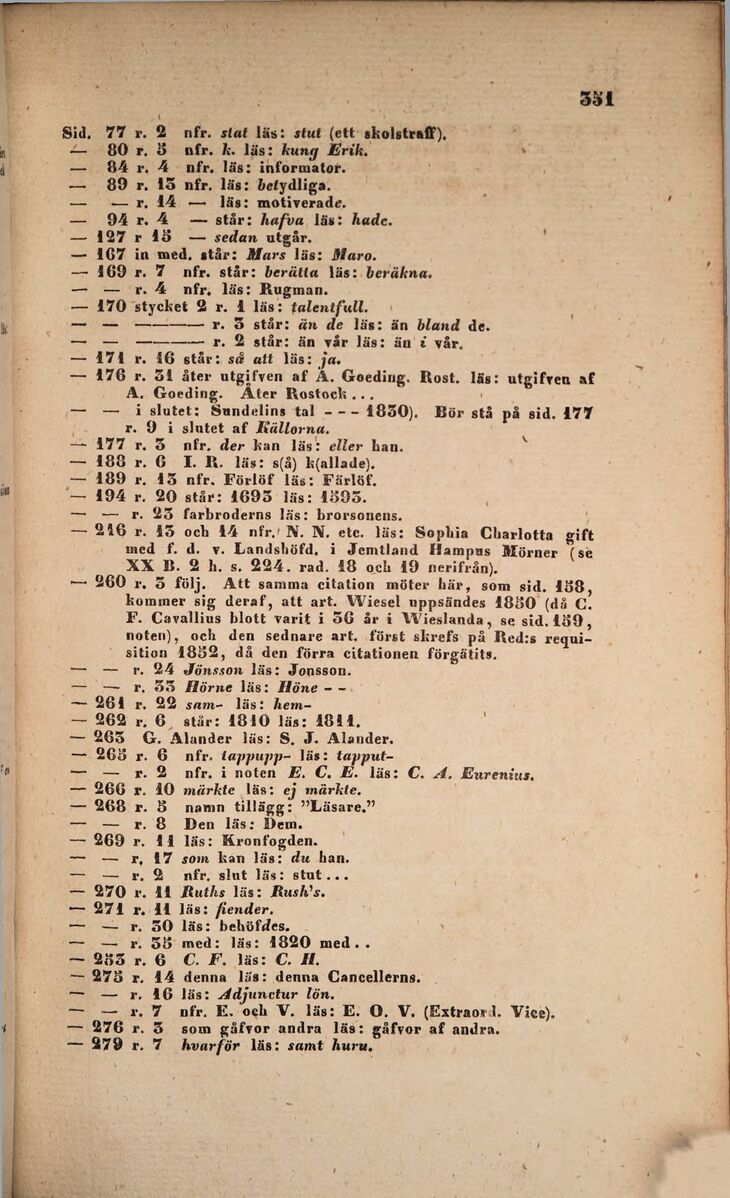 351
Sid. 77 r. 2 nfr. stat läs: stut (ett skolstraff).
— 80 r. 5 nfr. k. läs: kung Erik.
— 84 r. 4 nfr. läs: informator.
— 89 r. 13 nfr. läs: betydliga.
— — r. 14 — läs: motiverade.
— 94 r. 4 — står: hafva läs: hade.
— 127 r 15 — sedan utgår.
— 167 in med. står: Mars läs: Maro.
— 169 r. 7 nfr. står: berätta läs: beräkna.
— — r. 4 nfr. läs: Rugman.
— 170 stycket 2 r. 1 läs: talentfull.
— — ———— r. 3 står: än de läs: än bland de.
— — ———— r. 2 står: än vår läs: än i vår.
— 171 r. 16 står: så att läs: ja.
— 176 r. 31 åter utgifven af A. Goeding. Rost. läs: utgifven af
A. Goeding. Åter Rostock...
— — i slutet: Sundelins tal - - - 1830). Bör stå på sid. 177
r. 9 i slutet af Källorna.
— 177 r. 3 nfr. der kan läs: eller han.
— 188 r. 6 I. R. läs: s(å) k(allade).
— 189 r. 13 nfr. Förlöf läs: Färlöf.
— 194 r. 20 står: 1693 läs: 1593.
— — r. 23 farbroderns läs: brorsonens.
— 216 r. 13 och 14 nfr. N. N. etc. läs: Sophia Charlotta gift
med f. d. v. Landshöfd. i Jemtland Hampus Mörner (se
XX B. 2 h. s. 224. rad. 18 och 19 nerifrån).
— 260 r. 3 följ. Att samma citation möter här, som sid. 158,
kommer sig deraf, att art. Wiesel uppsändes 1850 (då C.
F. Cavallius blott varit i 36 år i Wieslanda, se sid. 159,
noten), och den sednare art. först skrefs på Red:s requi-
sition 1852, då den förra citationen förgätits.
— — r. 24 Jönsson läs: Jonsson.
— — r. 33 Hörne läs: Höne - -
— 261 r. 22 sam- läs: hem-
— 262 r. 6 står: 1810 läs: 1811.
— 263 G. Alander läs: S. J. Alander.
— 265 r. 6 nfr. tappupp- läs: tapput-
— — r. 2 nfr. i noten E. C. E. läs: C. A. Eurenius.
— 266 r. 10 märkte läs: ej märkte.
— 268 r. 5 namn tillägg: "Läsare."
— — r. 8 Den läs: Dem.
— 269 r. 11 läs: Kronfogden.
— — r. 17 som kan läs: du han.
— — r. 2 nfr. slut läs: stut...
— 270 r. 11 Ruths läs: Rush's.
— 271 r. 11 läs: fiender.
— — r. 30 läs: behöfdes.
— — r. 35 med: läs: 1820 med..
— 253 r. 6 C. F. läs: C. H.
— 275 r. 14 denna läs: denna Cancellerns.
— — r. 16 läs: Adjunctur lön.
— — r. 7 nfr. E. och V. läs: E. O. V. (Extraord. Vice).
— 276 r. 3 som gåfvor andra läs: gåfvor af andra.
— 279 r. 7 hvarför läs: samt huru.